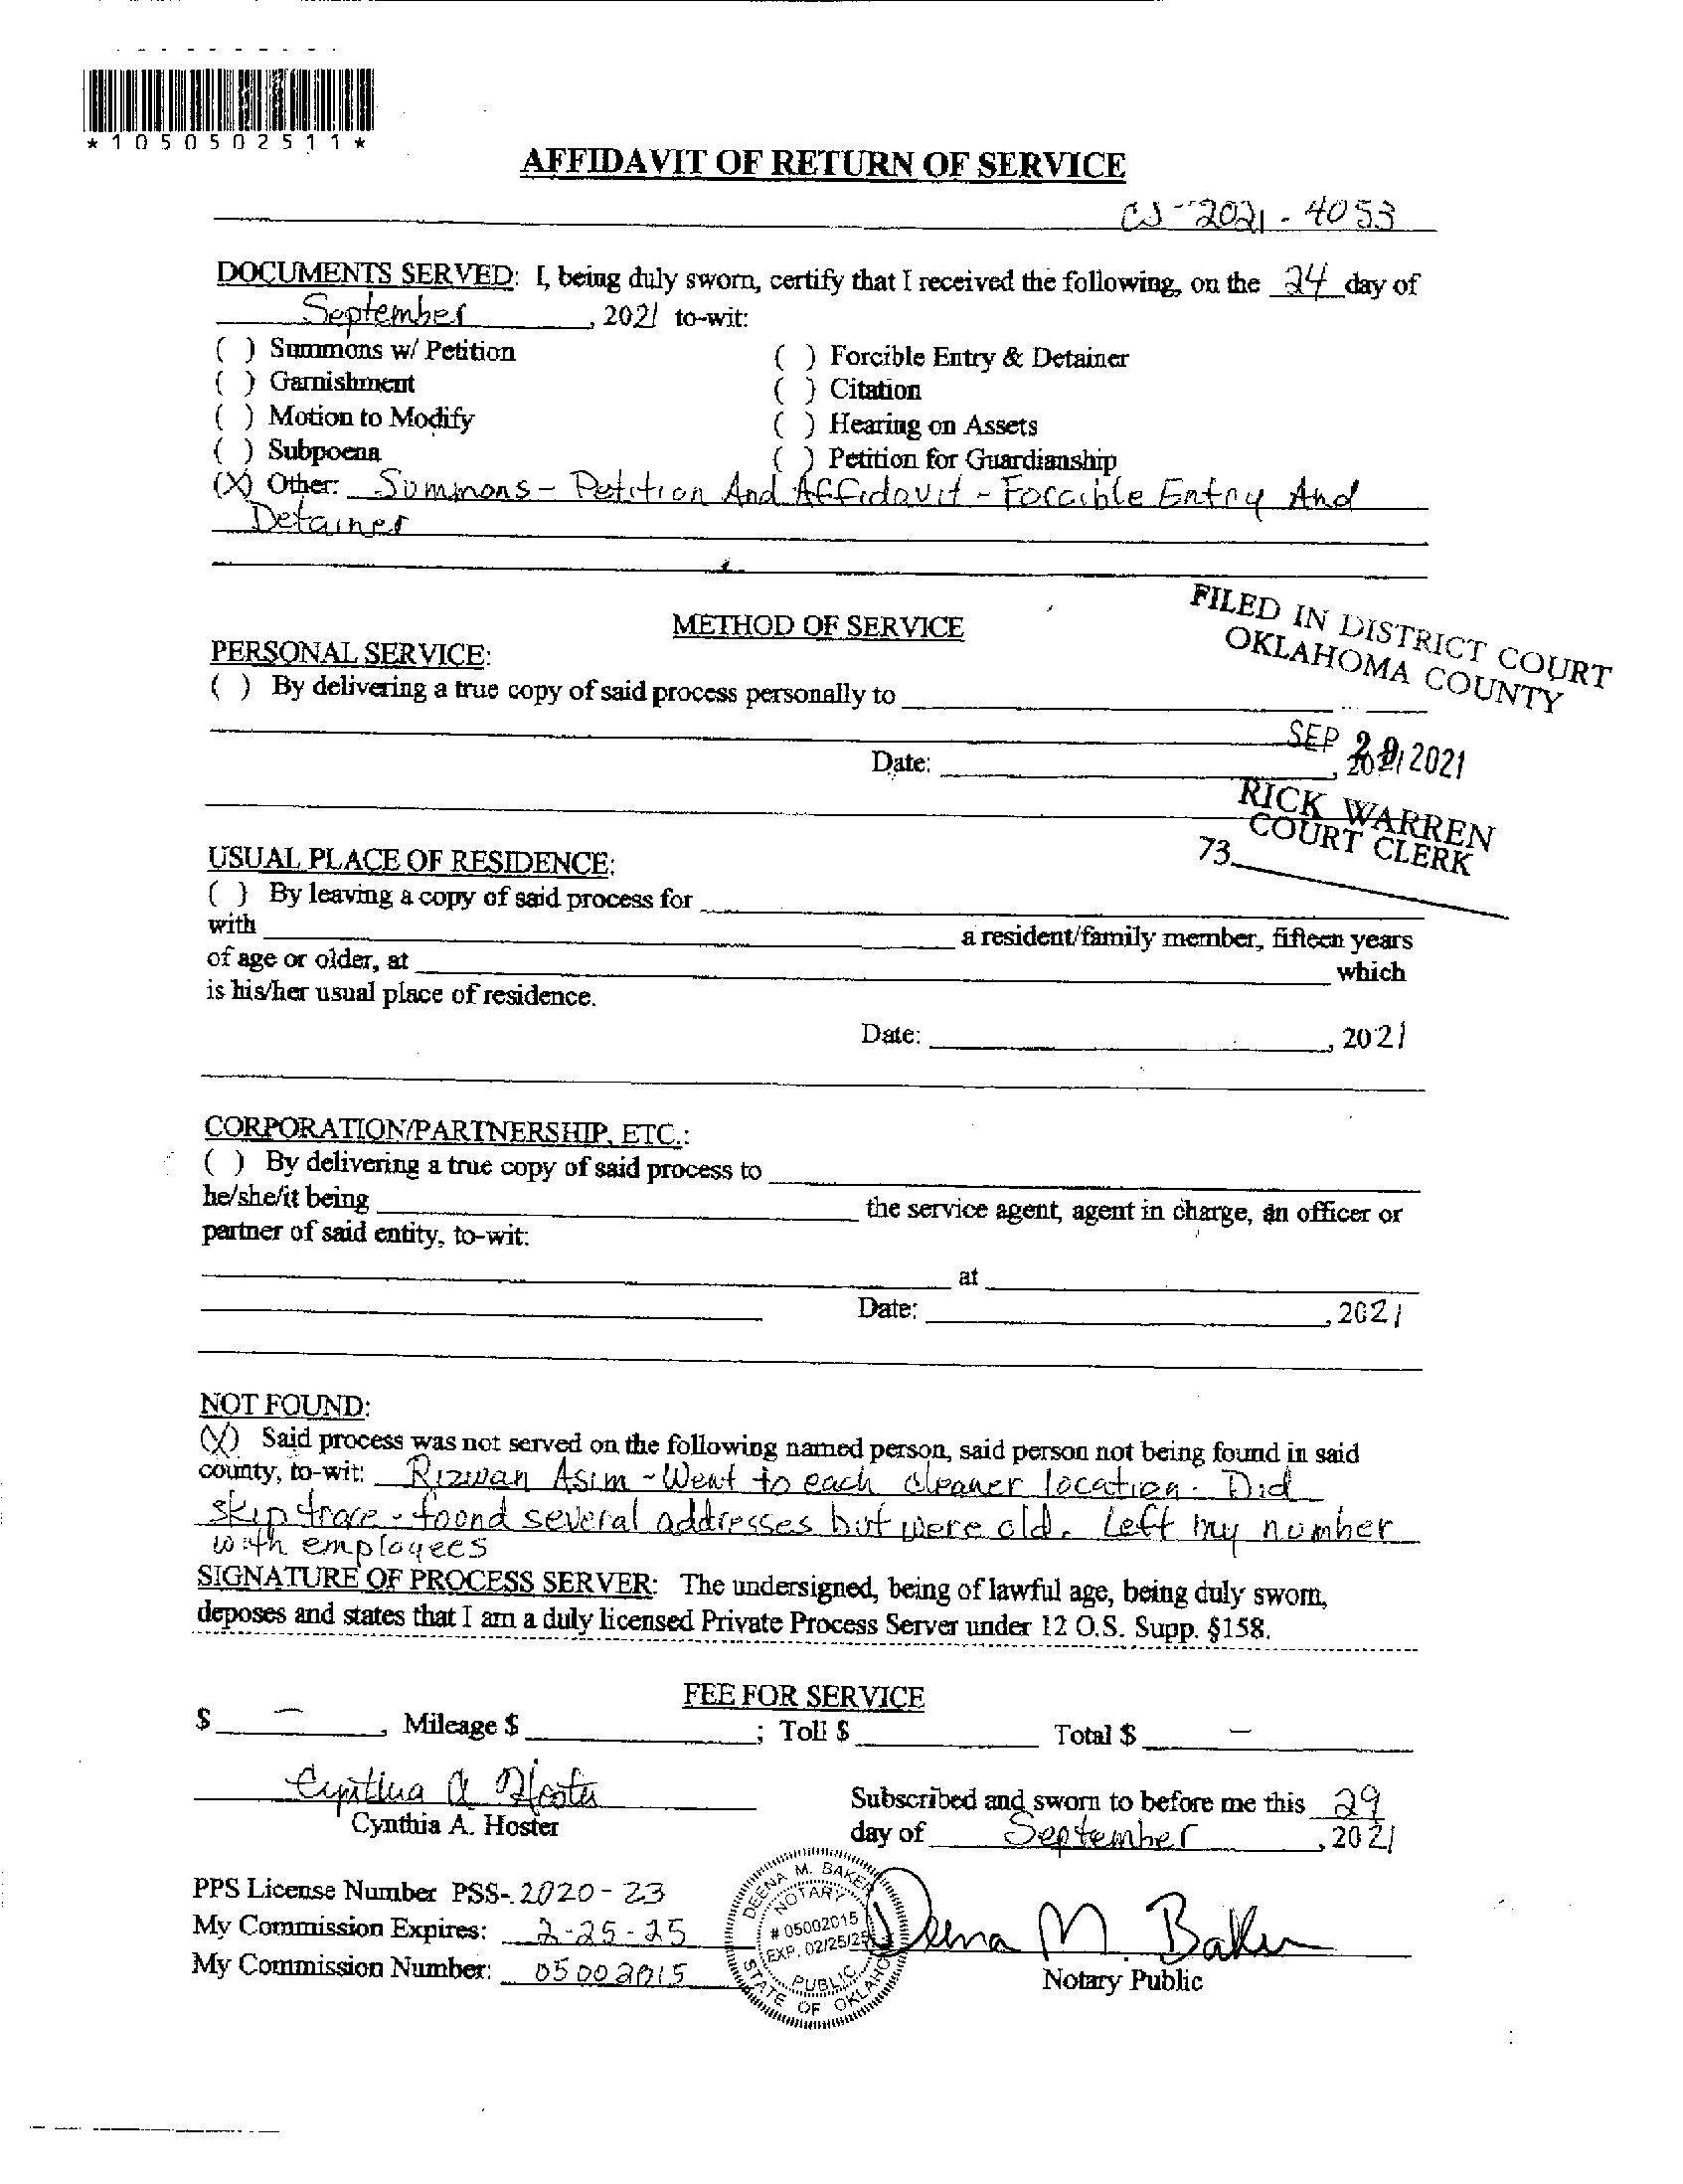 *1050502511*
AFFIDAVIT OF RETURN OF SERVICE
CJ-2021-4053
DOCUMENTS SERVED: I, being duly sworn, certify that I received the following, on the 24 day of
September, 2021 to-wit:
( ) Summons w/ Petition
( ) Forcible Entry & Detainer
( ) Garnishment
( ) Citation
( ) Motion to Modify
( ) Hearing on Assets
( ) Subpoena
( ) Petition for Guardianship
(X) Other: Summons - Petition And Affidavit - Forcible Entry And
Detainer
FILED IN DISTRICT COURT
OKLAHOMA COUNTY
METHOD OF SERVICE
PERSONAL SERVICE:
( ) By delivering a true copy of said process personally to
SEP 29 2021
Date: , 2021
RICK WARREN
COURT CLERK
73
USUAL PLACE OF RESIDENCE:
( ) By leaving a copy of said process for
with a resident/family member, fifteen years
of age or older, at which
is his/her usual place of residence.
Date: , 2021
CORPORATION/PARTNERSHIP, ETC.:
( ) By delivering a true copy of said process to
he/she/it being the service agent, agent in charge, an officer or
partner of said entity, to-wit:
at
Date: , 2021
NOT FOUND:
(X) Said process was not served on the following named person, said person not being found in said
county, to-wit: Rizwan Asim - Went to each cleaner location. Did
skip trace - found several addresses but were old. Left my number
with employees
SIGNATURE OF PROCESS SERVER: The undersigned, being of lawful age, being duly sworn,
deposes and states that I am a duly licensed Private Process Server under 12 O.S. Supp. §158.
FEE FOR SERVICE
$ - , Mileage $ ; Toll $ Total $ -
Cynthia A Hoster
Cynthia A. Hoster
Subscribed and sworn to before me this 29
day of September, 2021
PPS License Number PSS-2020-23
My Commission Expires: 2-25-25
My Commission Number: 05002015
DEENA M. BAKER
NOTARY
# 05002015
EXP. 02/25/25
PUBLIC
STATE OF OKLAHOMA
Deena M. Baker
Notary Public